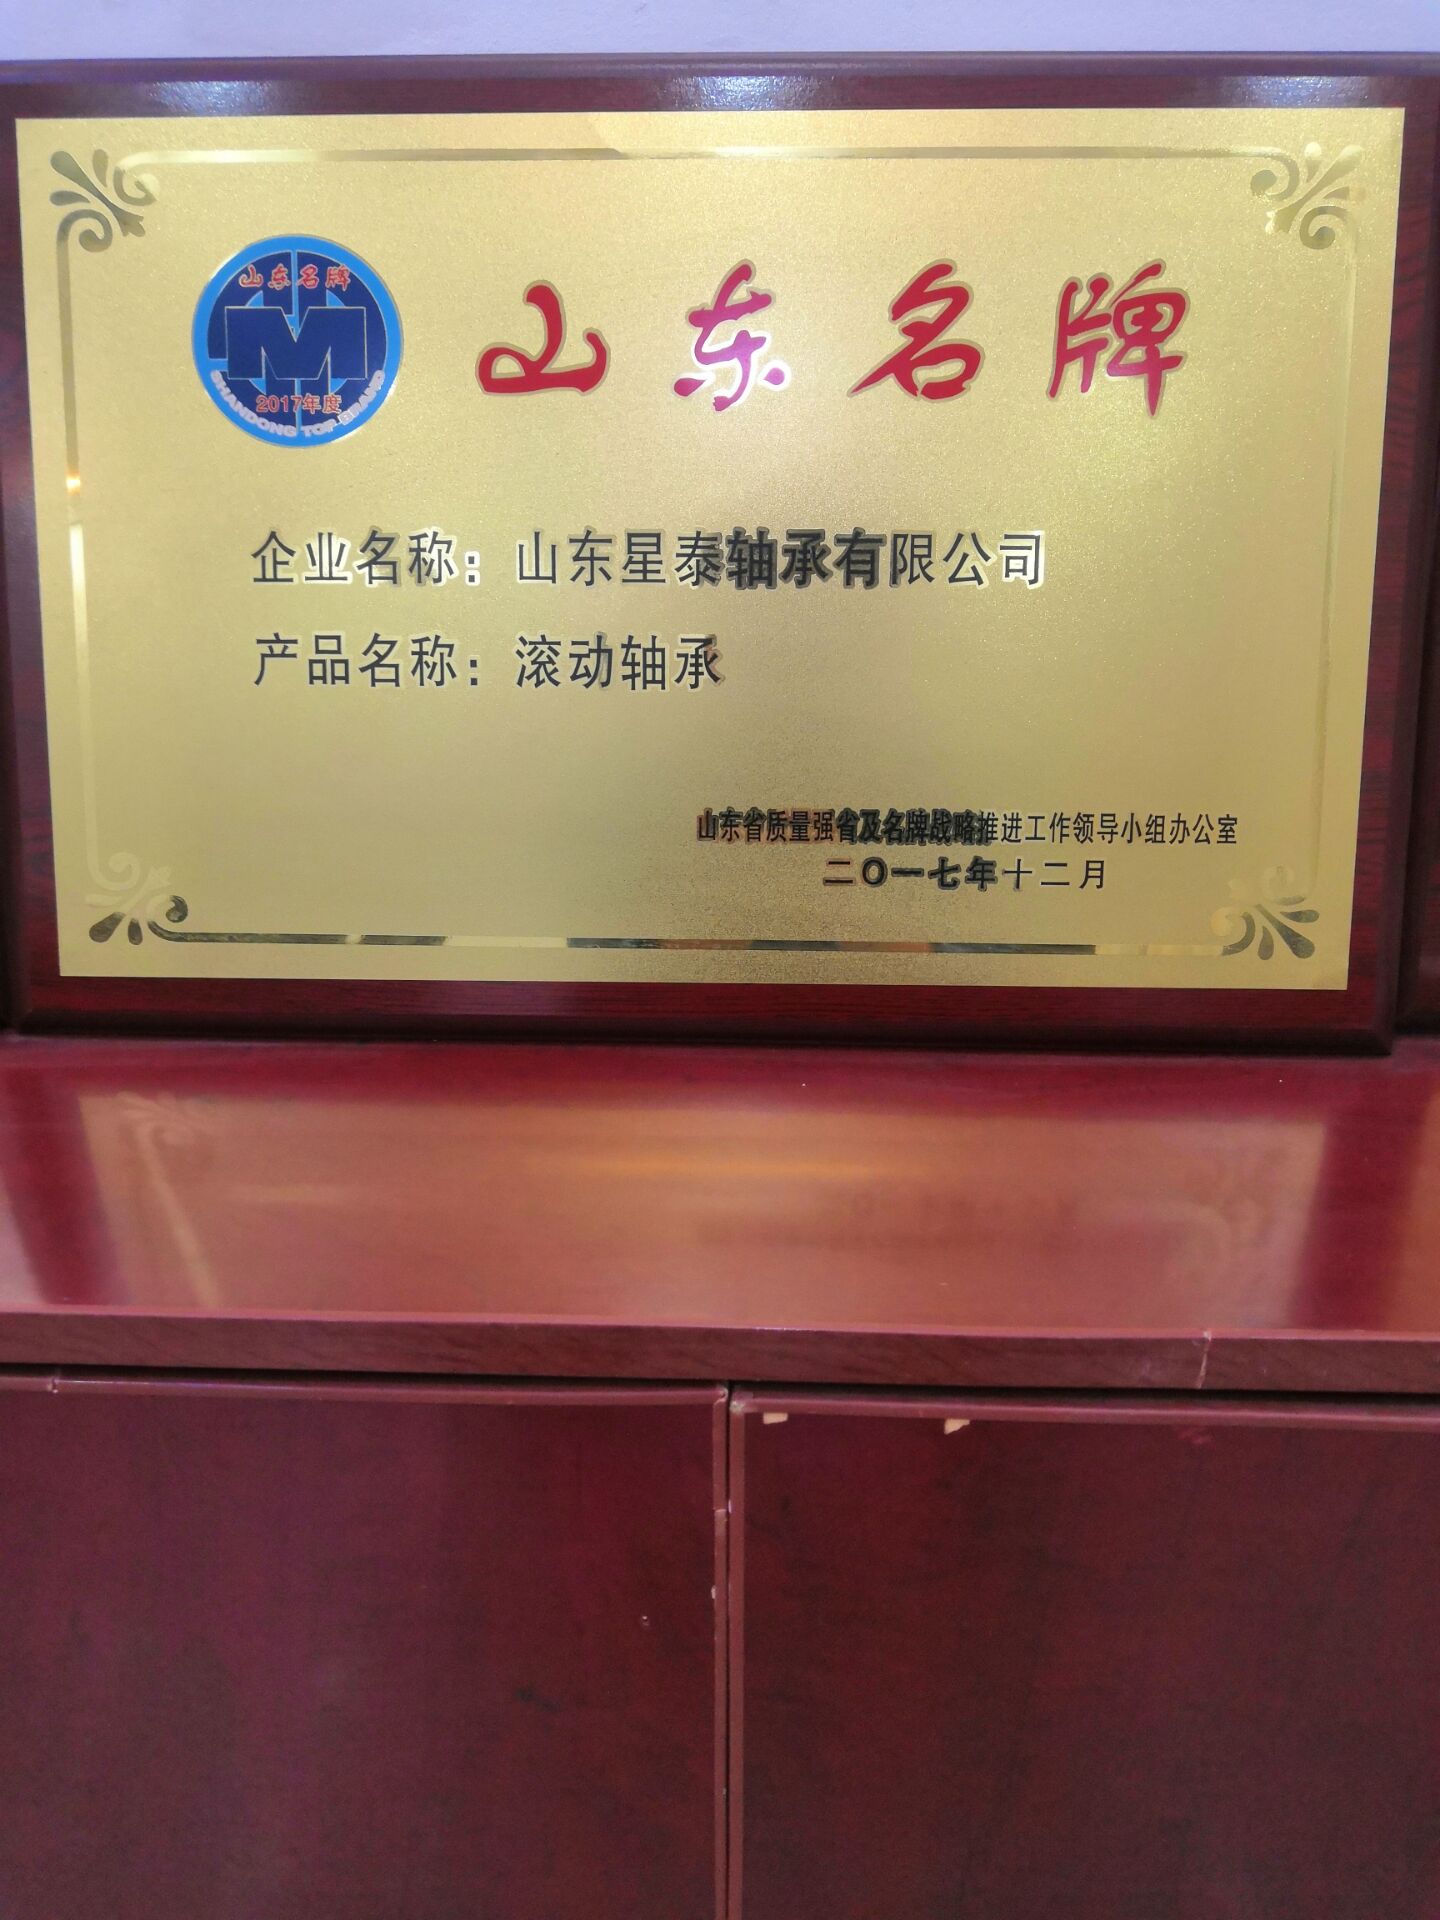 山东名牌
2017年度
SHANDONG TOP BRAND
山东名牌
企业名称：山东星泰轴承有限公司
产品名称：滚动轴承
山东省质量强省及名牌战略推进工作领导小组办公室
二〇一七年十二月